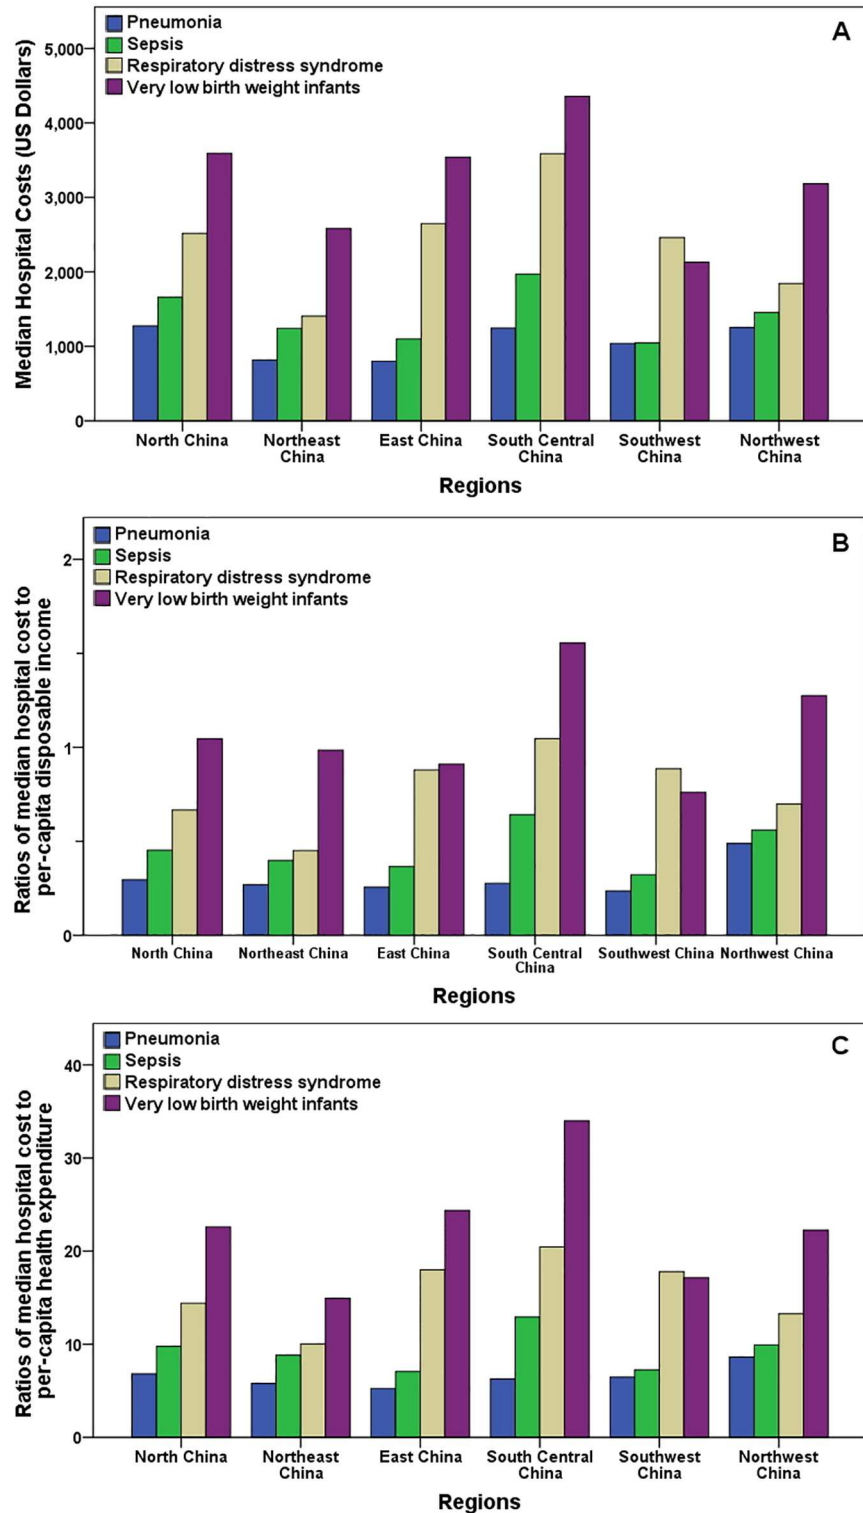 A
Pneumonia
Sepsis
Respiratory distress syndrome
Very low birth weight infants
Median Hospital Costs (US Dollars)
5,000
4,000
3,000
2,000
1,000
0
North China
Northeast
China
East China
South Central
China
Southwest
China
Northwest
China
Regions
B
Pneumonia
Sepsis
Respiratory distress syndrome
Very low birth weight infants
Ratios of median hospital cost to
per-capita disposable income
2
1
0
North China
Northeast China
East China
South Central
China
Southwest China
Northwest China
Regions
C
Pneumonia
Sepsis
Respiratory distress syndrome
Very low birth weight infants
Ratios of median hospital cost to
per-capita health expenditure
40
30
20
10
0
North China
Northeast
China
East China
South Central
China
Southwest
China
Northwest
China
Regions